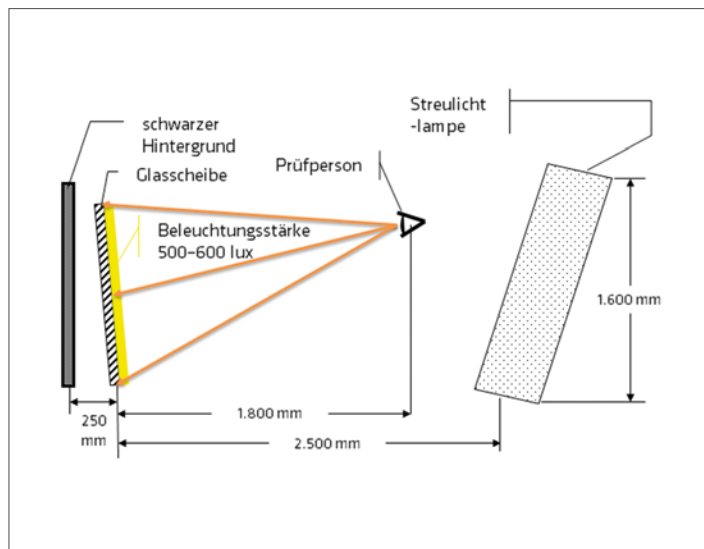 Streulicht
-lampe
schwarzer
Hintergrund
Prüfperson
Glasscheibe
Beleuchtungsstärke
500–600 lux
1.600 mm
1.800 mm
250
mm
2.500 mm